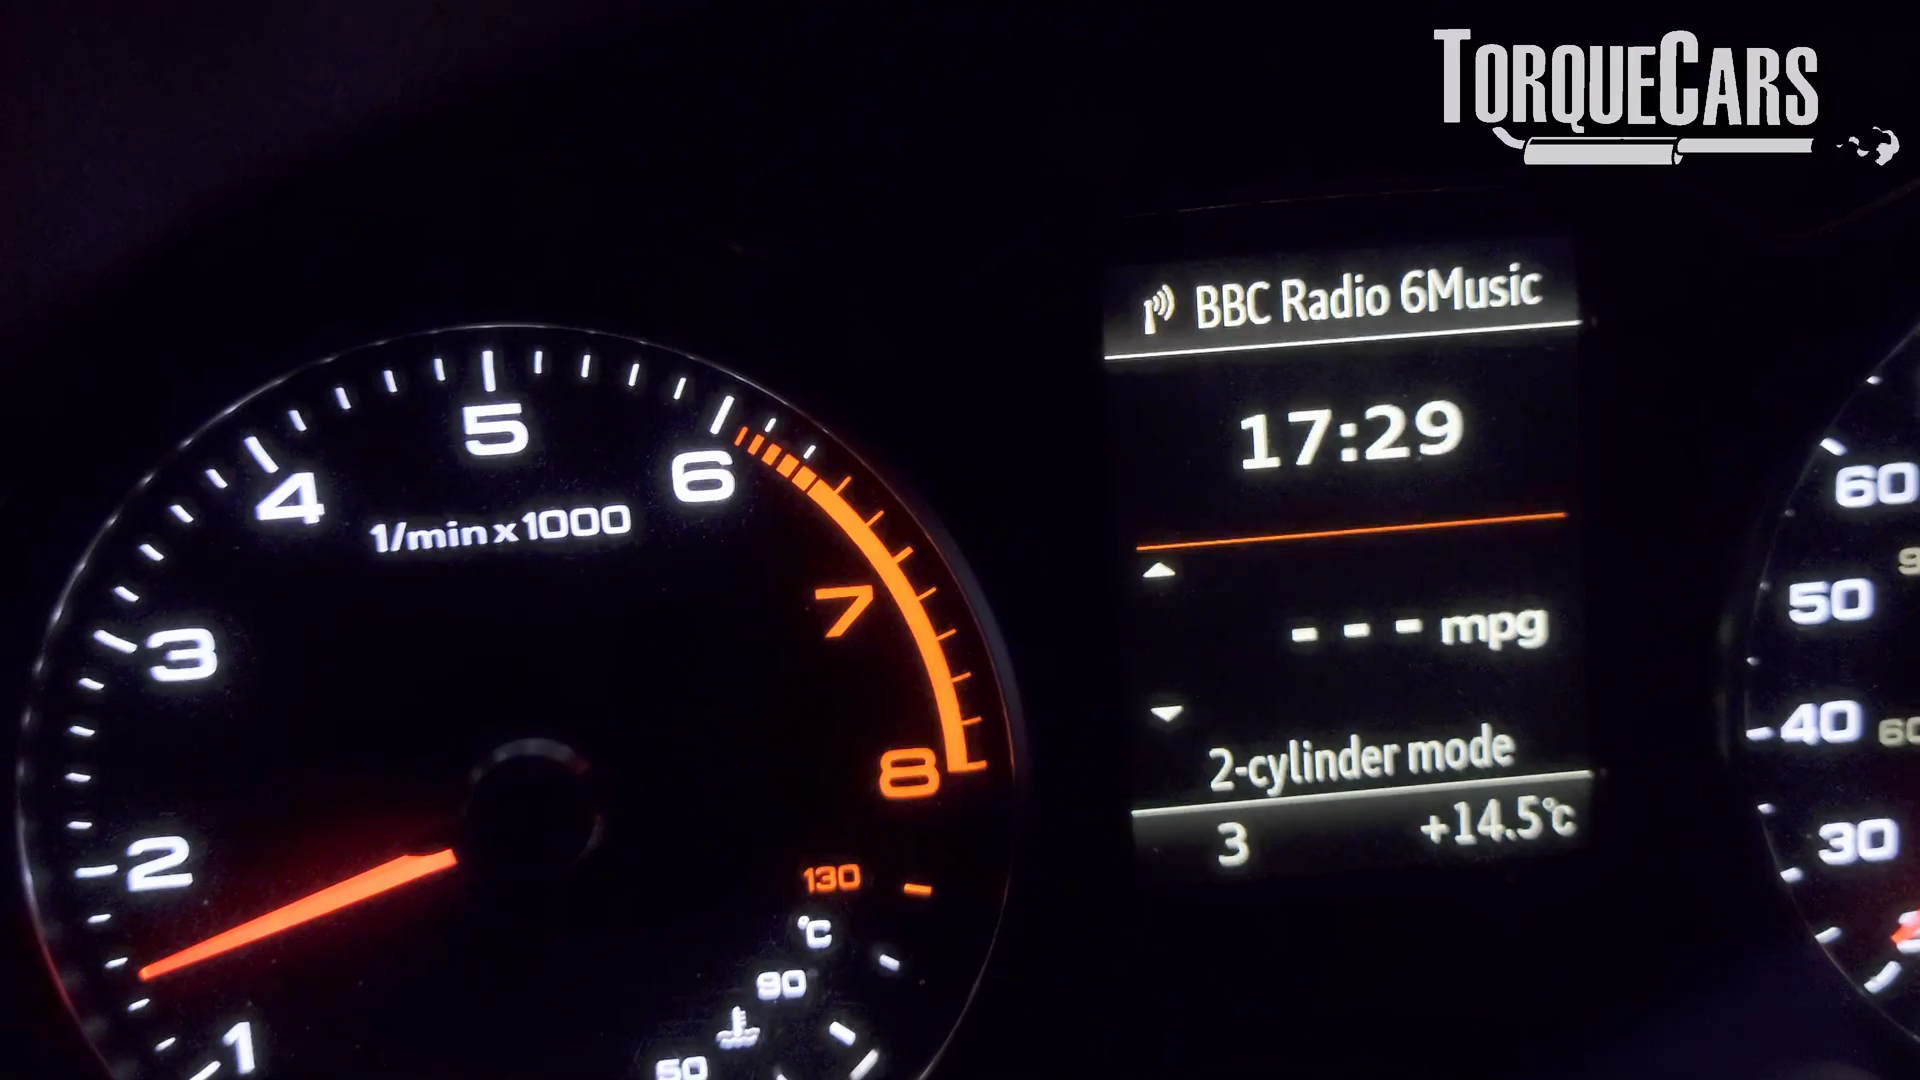 TORQUECARS
BBC Radio 6Music
17:29
--- mpg
2-cylinder mode
3 +14.5°C
1/min x 1000
1
2
3
4
5
6
7
8
130
°C
90
50
60
50
40
60
30